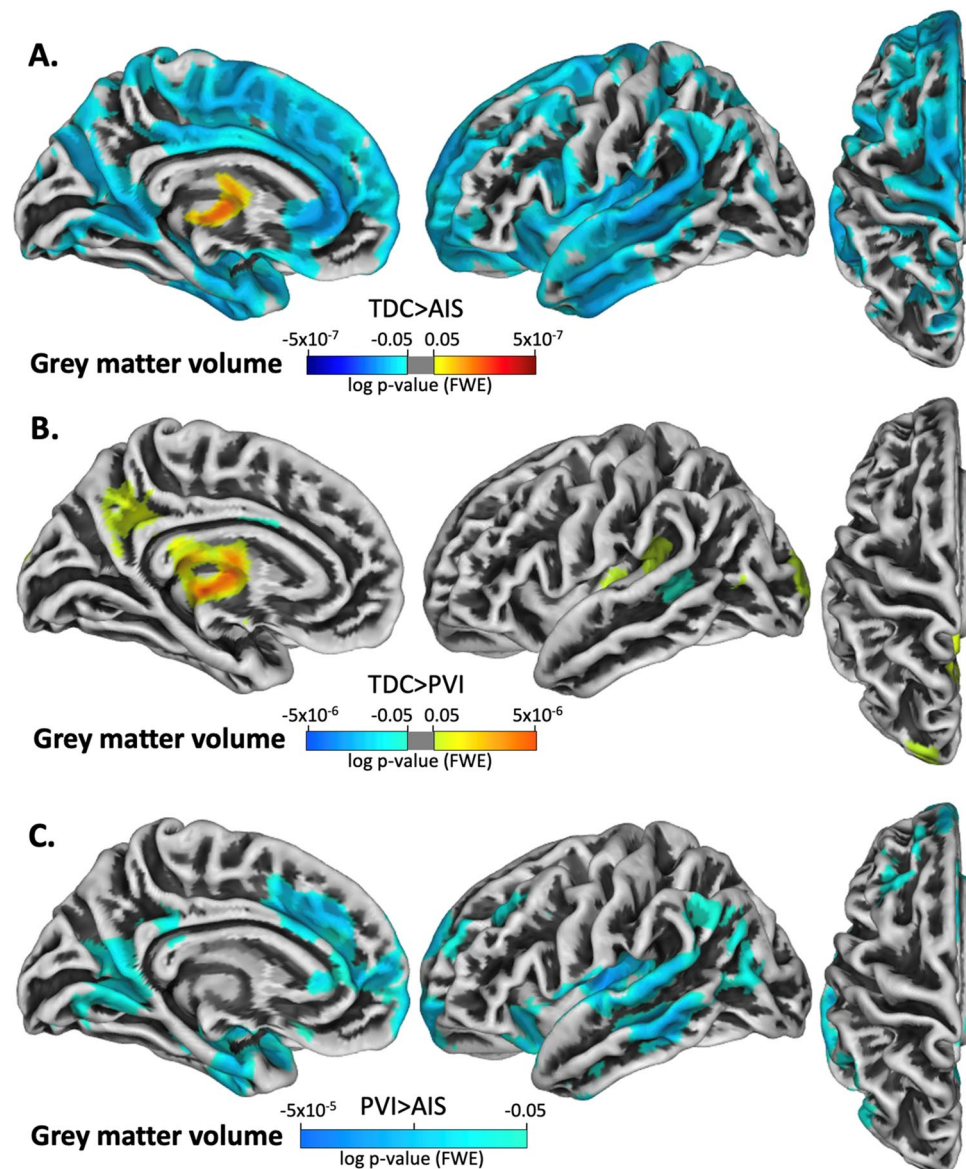 A.
TDC>AIS
-5x10-7 -0.05 0.05 5x10-7
Grey matter volume
log p-value (FWE)
B.
TDC>PVI
-5x10-6 -0.05 0.05 5x10-6
Grey matter volume
log p-value (FWE)
C.
-5x10-5 PVI>AIS -0.05
Grey matter volume
log p-value (FWE)